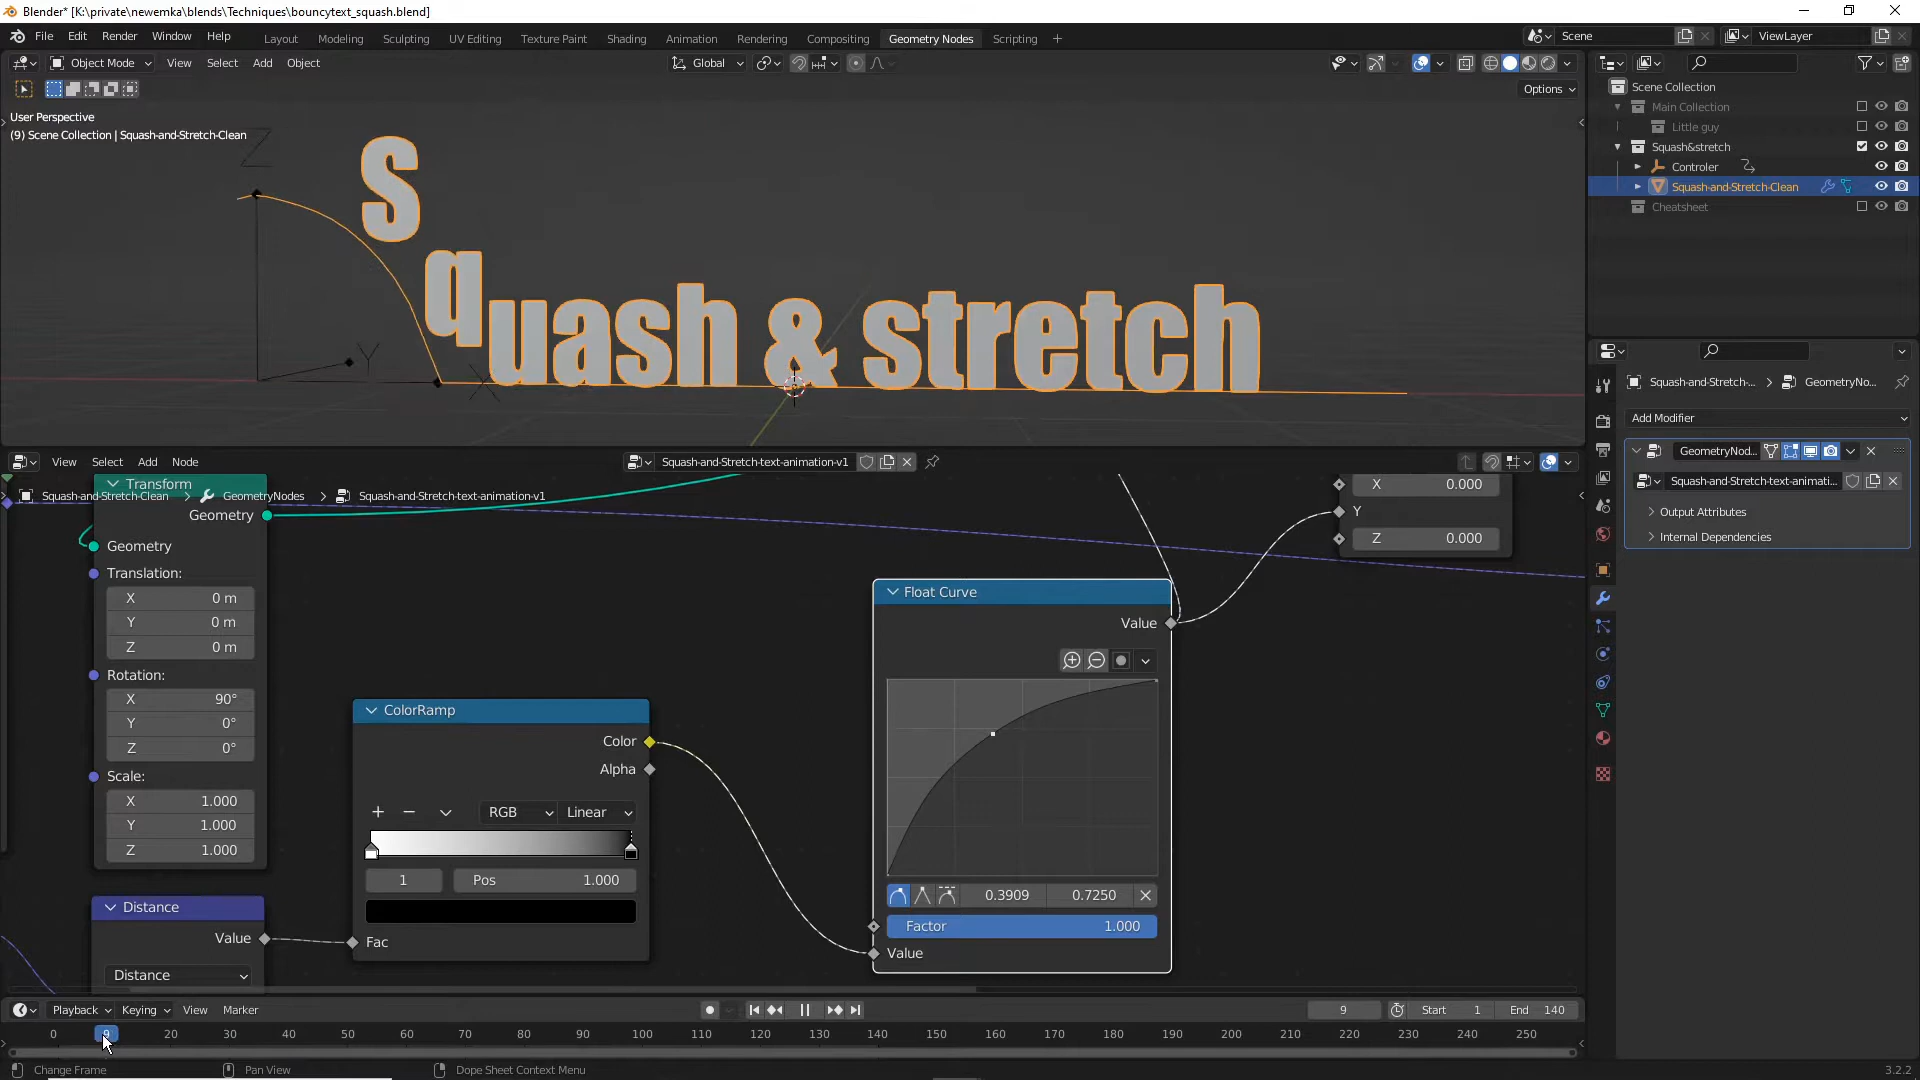 Blender* [K:\private\newemka\blends\Techniques\bouncytext_squash.blend]
File Edit Render Window Help Layout Modeling Sculpting UV Editing Texture Paint Shading Animation Rendering Compositing Geometry Nodes Scripting + Scene ViewLayer
Object Mode View Select Add Object Global
Options
User Perspective
(9) Scene Collection | Squash-and-Stretch-Clean
Z
Y
X
Squash & stretch
Scene Collection
Main Collection
Little guy
Squash&stretch
Controler
Squash-and-Stretch-Clean
Cheatsheet
Squash-and-Stretch-... > GeometryNo...
Add Modifier
GeometryNod...
Squash-and-Stretch-text-animati...
Output Attributes
Internal Dependencies
View Select Add Node Squash-and-Stretch-text-animation-v1
Transform
Squash-and-Stretch-Clean > GeometryNodes > Squash-and-Stretch-text-animation-v1
Geometry
Geometry
Translation:
X 0 m
Y 0 m
Z 0 m
Rotation:
X 90°
Y 0°
Z 0°
Scale:
X 1.000
Y 1.000
Z 1.000
Distance
Value
Distance
ColorRamp
Color
Alpha
RGB Linear
1 Pos 1.000
Fac
Float Curve
Value
0.3909 0.7250
Factor 1.000
Value
X 0.000
Y
Z 0.000
Playback Keying View Marker 9 Start 1 End 140
0 9 20 30 40 50 60 70 80 90 100 110 120 130 140 150 160 170 180 190 200 210 220 230 240 250
Change Frame Pan View Dope Sheet Context Menu 3.2.2